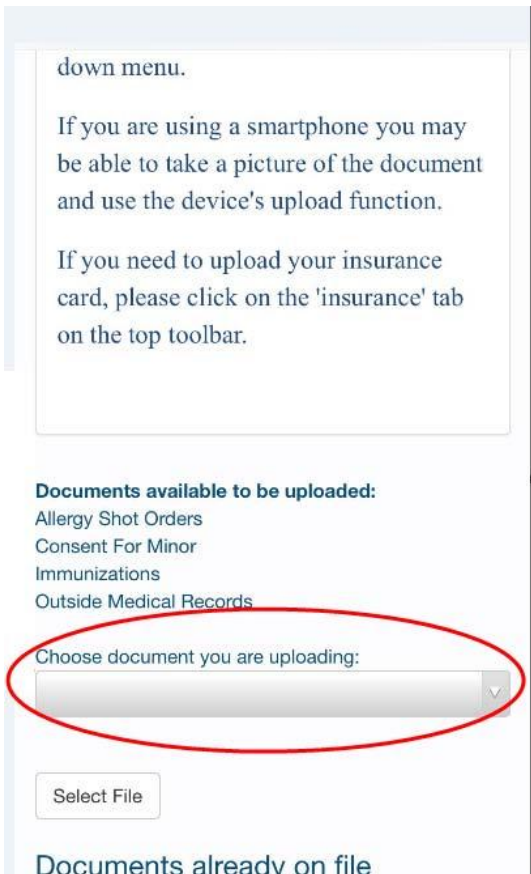 down menu.
If you are using a smartphone you may
be able to take a picture of the document
and use the device's upload function.
If you need to upload your insurance
card, please click on the 'insurance' tab
on the top toolbar.
Documents available to be uploaded:
Allergy Shot Orders
Consent For Minor
Immunizations
Outside Medical Records
Choose document you are uploading:
Select File
Documents already on file